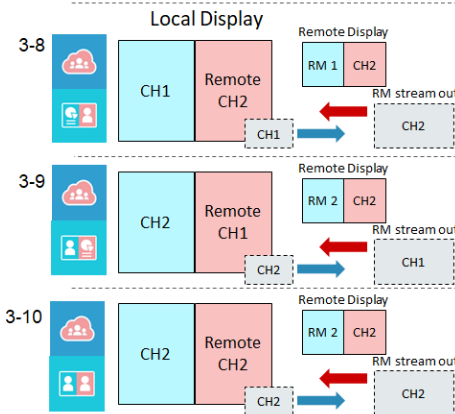 Local Display
3-8
CH1
Remote
CH2
CH1
Remote Display
RM 1
CH2
RM stream out
CH2
3-9
CH2
Remote
CH1
CH2
Remote Display
RM 2
CH2
RM stream out
CH1
3-10
CH2
Remote
CH2
CH2
Remote Display
RM 2
CH2
RM stream out
CH2